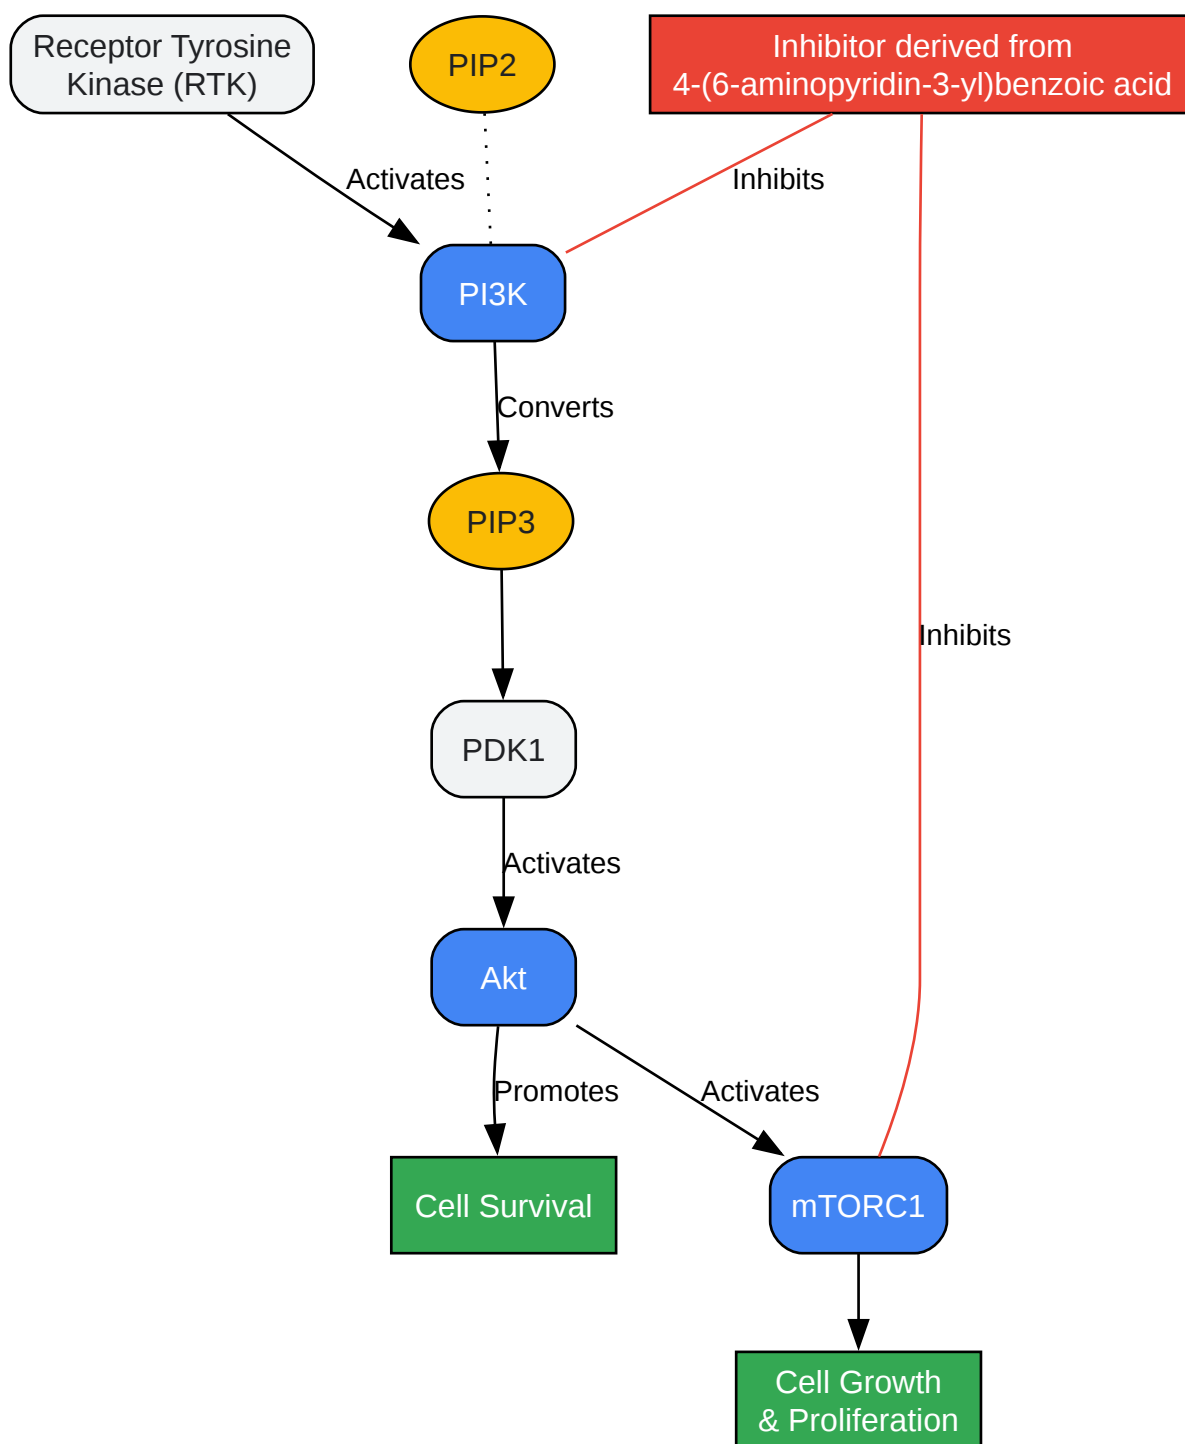 Receptor Tyrosine
Kinase (RTK)
PIP2
Inhibitor derived from
4-(6-aminopyridin-3-yl)benzoic acid
Activates
Inhibits
PI3K
Converts
PIP3
Inhibits
PDK1
Activates
Akt
Promotes
Activates
Cell Survival
mTORC1
Cell Growth
& Proliferation